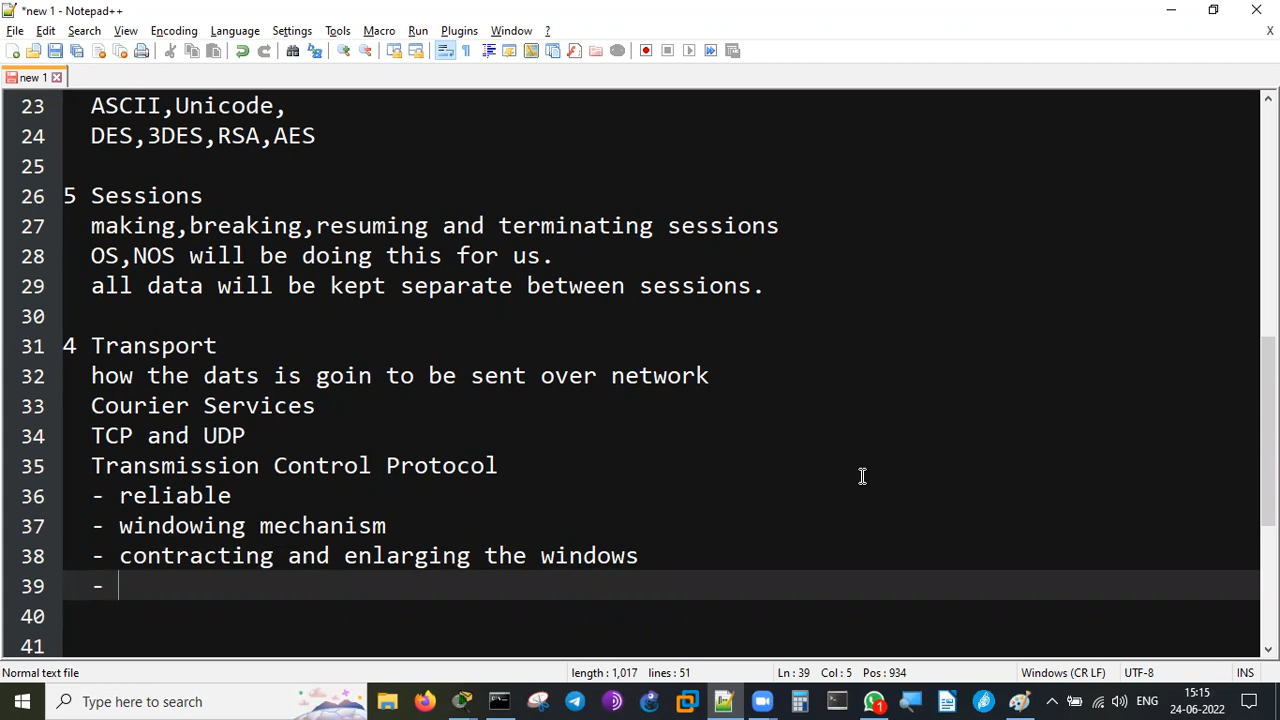 *new 1 - Notepad++
File Edit Search View Encoding Language Settings Tools Macro Run Plugins Window ? X
new 1
23 ASCII,Unicode,
24 DES,3DES,RSA,AES
25
26 5 Sessions
27 making,breaking,resuming and terminating sessions
28 OS,NOS will be doing this for us.
29 all data will be kept separate between sessions.
30
31 4 Transport
32 how the dats is goin to be sent over network
33 Courier Services
34 TCP and UDP
35 Transmission Control Protocol
36 - reliable
37 - windowing mechanism
38 - contracting and enlarging the windows
39 -
40
41
Normal text file length : 1,017 lines : 51 Ln : 39 Col : 5 Pos : 934 Windows (CR LF) UTF-8 INS
Type here to search 1 ENG 15:15
24-06-2022